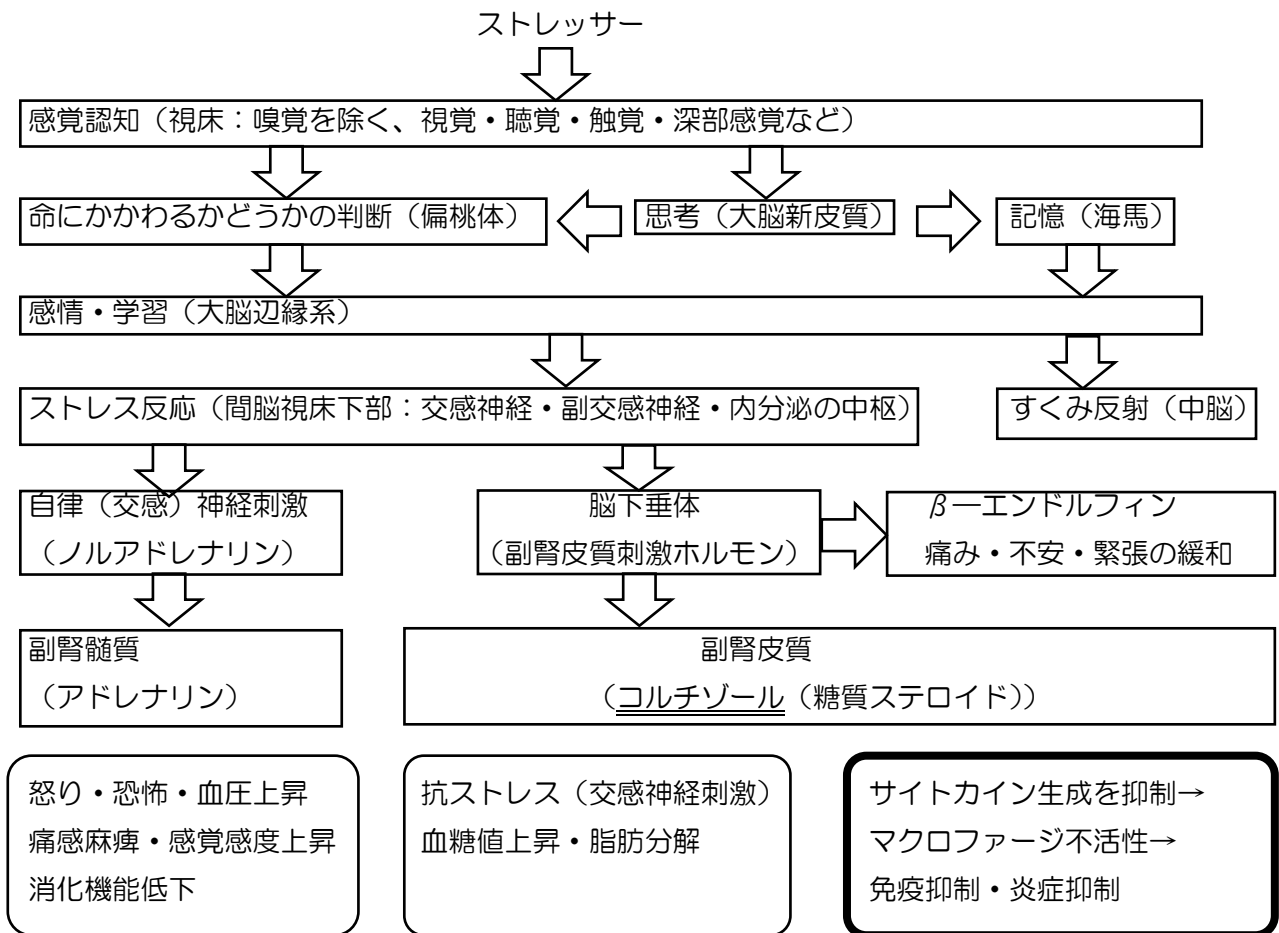 ストレッサー
感覚認知（視床：嗅覚を除く、視覚・聴覚・触覚・深部感覚など）
命にかかわるかどうかの判断（偏桃体）
思考（大脳新皮質）
記憶（海馬）
感情・学習（大脳辺縁系）
ストレス反応（間脳視床下部：交感神経・副交感神経・内分泌の中枢）
すくみ反射（中脳）
自律（交感）神経刺激
（ノルアドレナリン）
脳下垂体
（副腎皮質刺激ホルモン）
β―エンドルフィン
痛み・不安・緊張の緩和
副腎髄質
（アドレナリン）
副腎皮質
（コルチゾール（糖質ステロイド））
怒り・恐怖・血圧上昇
痛感麻痺・感覚感度上昇
消化機能低下
抗ストレス（交感神経刺激）
血糖値上昇・脂肪分解
サイトカイン生成を抑制→
マクロファージ不活性→
免疫抑制・炎症抑制